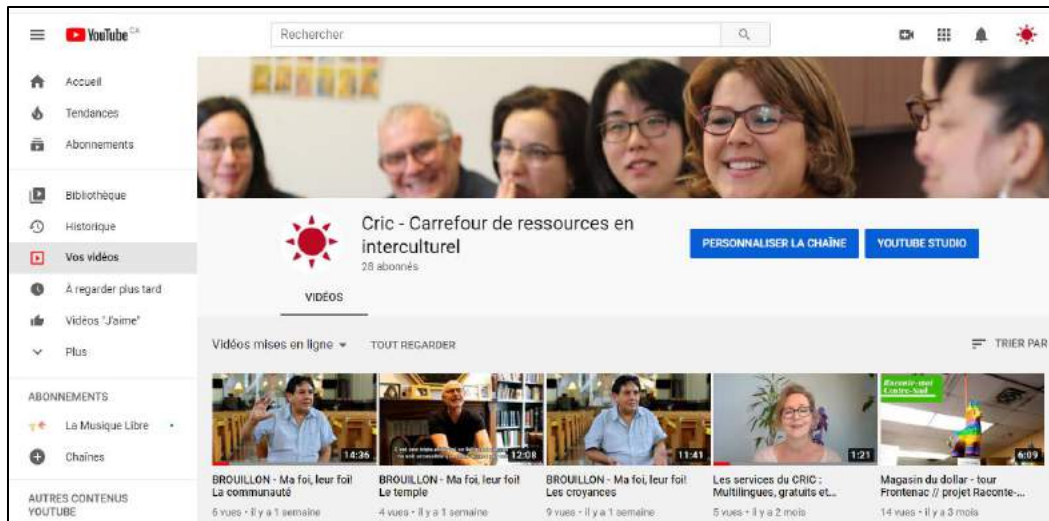 YouTube CA
Rechercher
Accueil
Tendances
Abonnements
Bibliothèque
Historique
Vos vidéos
À regarder plus tard
Vidéos "J'aime"
Plus
ABONNEMENTS
La Musique Libre
Chaînes
AUTRES CONTENUS
YOUTUBE
Cric - Carrefour de ressources en
interculturel
28 abonnés
PERSONNALISER LA CHAÎNE
YOUTUBE STUDIO
VIDÉOS
Vidéos mises en ligne
TOUT REGARDER
TRIER PAR
14:36
BROUILLON - Ma foi, leur foi!
La communauté
6 vues • il y a 1 semaine
12:08
BROUILLON - Ma foi, leur foi!
Le temple
4 vues • il y a 1 semaine
11:41
BROUILLON - Ma foi, leur foi!
Les croyances
9 vues • il y a 1 semaine
1:21
Les services du CRIC :
Multilingues, gratuits et...
5 vues • il y a 2 mois
Raconte-moi
Centre-Sud
6:09
Magasin du dollar - tour
Frontenac // projet Raconte-...
14 vues • il y a 3 mois